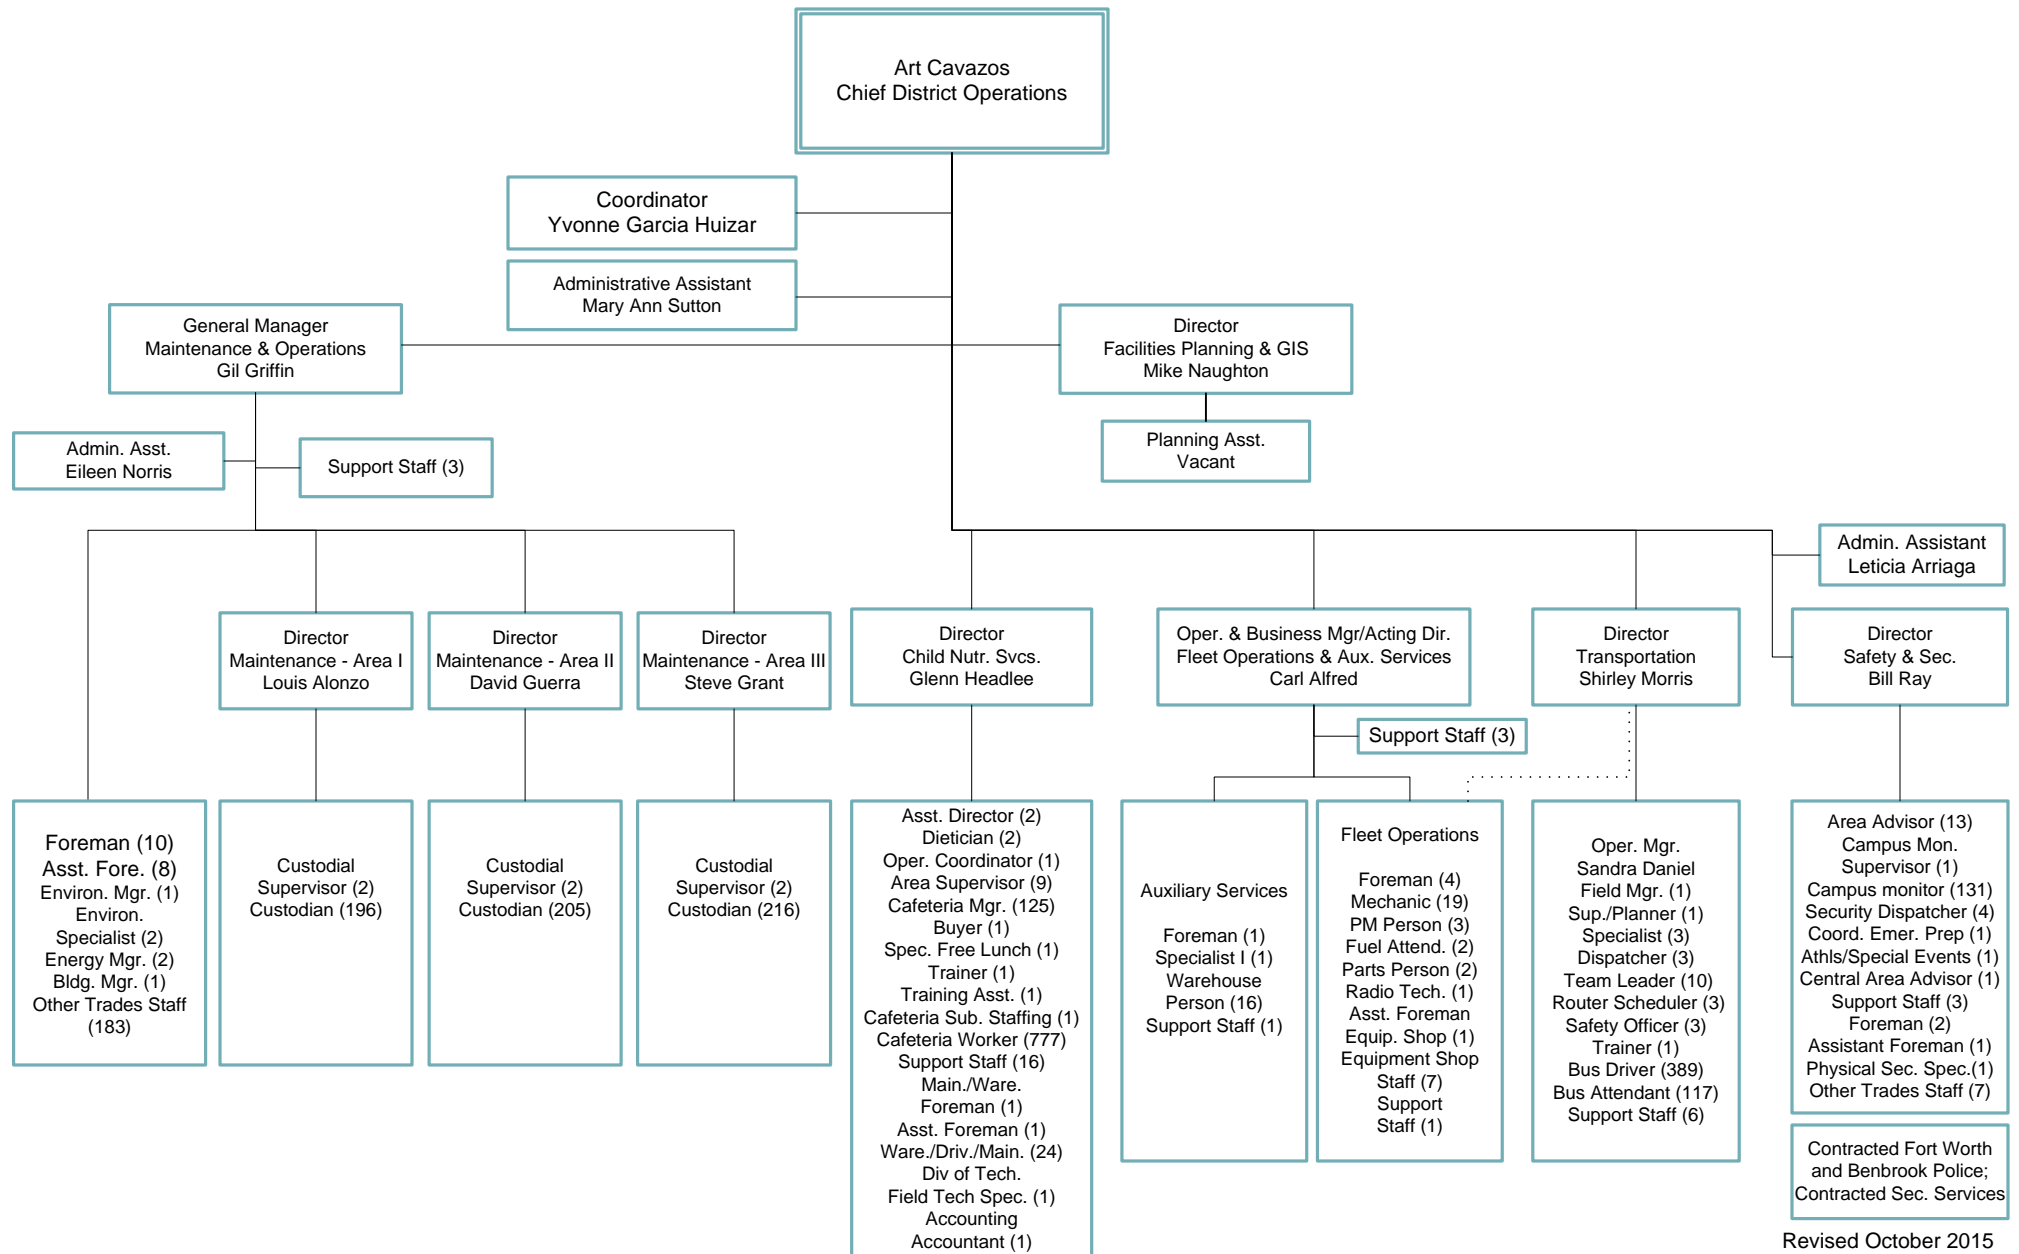 Art Cavazos
Chief District Operations
Coordinator
Yvonne Garcia Huizar
Administrative Assistant
Mary Ann Sutton
General Manager
Maintenance & Operations
Gil Griffin
Director
Facilities Planning & GIS
Mike Naughton
Admin. Asst.
Eileen Norris
Support Staff (3)
Planning Asst.
Vacant
Admin. Assistant
Leticia Arriaga
Director
Maintenance - Area I
Louis Alonzo
Director
Maintenance - Area II
David Guerra
Director
Maintenance - Area III
Steve Grant
Director
Child Nutr. Svcs.
Glenn Headlee
Oper. & Business Mgr/Acting Dir.
Fleet Operations & Aux. Services
Carl Alfred
Director
Transportation
Shirley Morris
Director
Safety & Sec.
Bill Ray
Support Staff (3)
Foreman (10)
Asst. Fore. (8)
Environ. Mgr. (1)
Environ.
Specialist (2)
Energy Mgr. (2)
Bldg. Mgr. (1)
Other Trades Staff
(183)
Custodial
Supervisor (2)
Custodian (196)
Custodial
Supervisor (2)
Custodian (205)
Custodial
Supervisor (2)
Custodian (216)
Asst. Director (2)
Dietician (2)
Oper. Coordinator (1)
Area Supervisor (9)
Cafeteria Mgr. (125)
Buyer (1)
Spec. Free Lunch (1)
Trainer (1)
Training Asst. (1)
Cafeteria Sub. Staffing (1)
Cafeteria Worker (777)
Support Staff (16)
Main./Ware.
Foreman (1)
Asst. Foreman (1)
Ware./Driv./Main. (24)
Div of Tech.
Field Tech Spec. (1)
Accounting
Accountant (1)
Auxiliary Services
Foreman (1)
Specialist I (1)
Warehouse
Person (16)
Support Staff (1)
Fleet Operations
Foreman (4)
Mechanic (19)
PM Person (3)
Fuel Attend. (2)
Parts Person (2)
Radio Tech. (1)
Asst. Foreman
Equip. Shop (1)
Equipment Shop
Staff (7)
Support
Staff (1)
Oper. Mgr.
Sandra Daniel
Field Mgr. (1)
Sup./Planner (1)
Specialist (3)
Dispatcher (3)
Team Leader (10)
Router Scheduler (3)
Safety Officer (3)
Trainer (1)
Bus Driver (389)
Bus Attendant (117)
Support Staff (6)
Area Advisor (13)
Campus Mon.
Supervisor (1)
Campus monitor (131)
Security Dispatcher (4)
Coord. Emer. Prep (1)
Athls/Special Events (1)
Central Area Advisor (1)
Support Staff (3)
Foreman (2)
Assistant Foreman (1)
Physical Sec. Spec.(1)
Other Trades Staff (7)
Contracted Fort Worth
and Benbrook Police;
Contracted Sec. Services
Revised October 2015